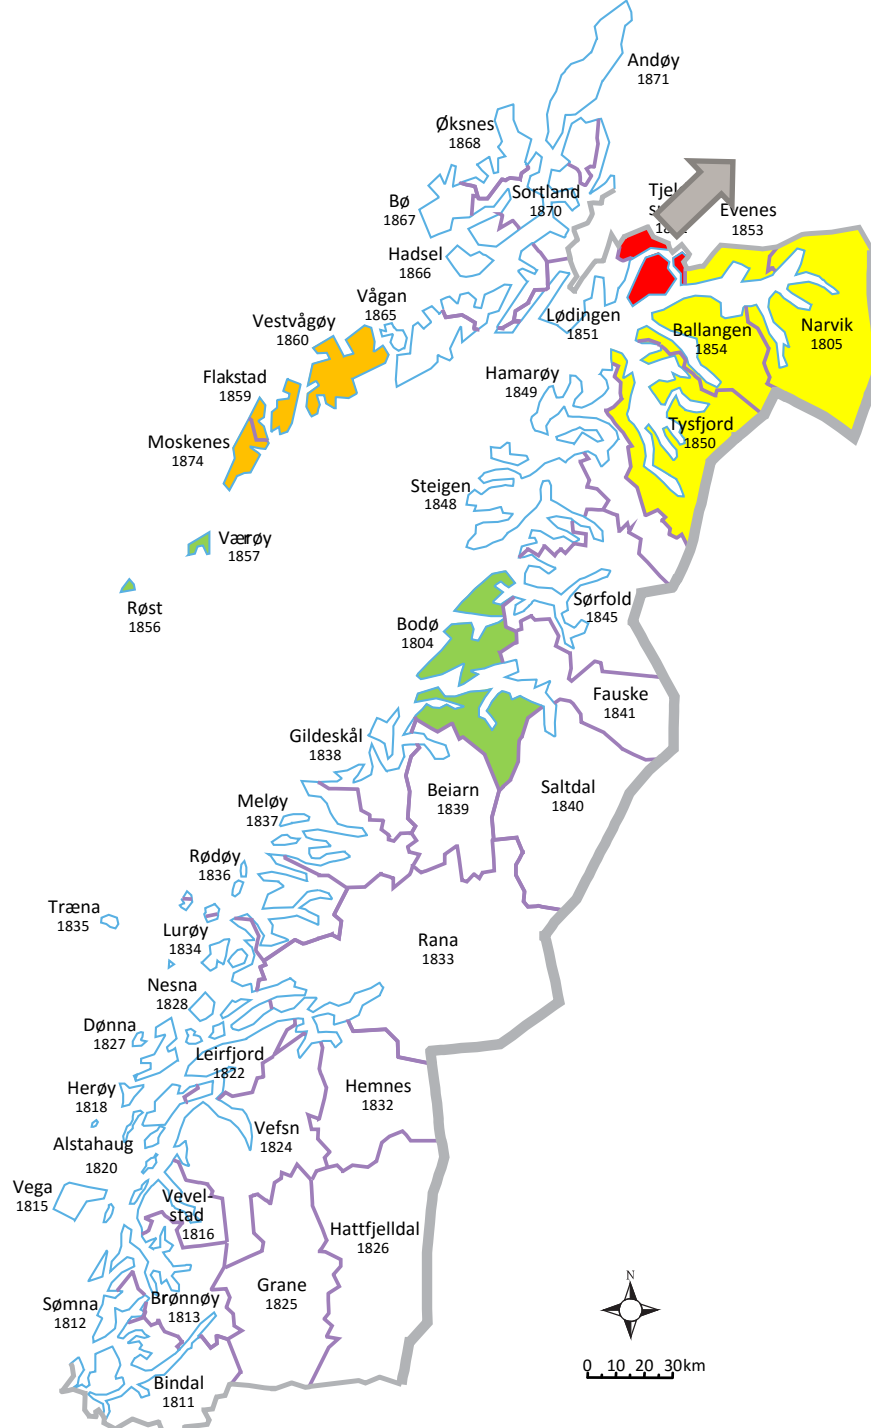 Andøy
1871
Øksnes
1868
Bø
1867
Sortland
1870
Evenes
1853
Hadsel
1866
Vågan
1865
Vestvågøy
1860
Lødingen
1851
Ballangen
1854
Narvik
1805
Flakstad
1859
Hamarøy
1849
Moskenes
1874
Tysfjord
1850
Steigen
1848
Værøy
1857
Røst
1856
Sørfold
1845
Bodø
1804
Fauske
1841
Gildeskål
1838
Beiarn
1839
Saltdal
1840
Meløy
1837
Rødøy
1836
Træna
1835
Lurøy
1834
Rana
1833
Nesna
1828
Dønna
1827
Leirfjord
1822
Herøy
1818
Hemnes
1832
Vefsn
1824
Alstahaug
1820
Vega
1815
Vevel-
stad
1816
Hattfjelldal
1826
Grane
1825
Brønnøy
1813
Sømna
1812
Bindal
1811
N
0 10 20 30km